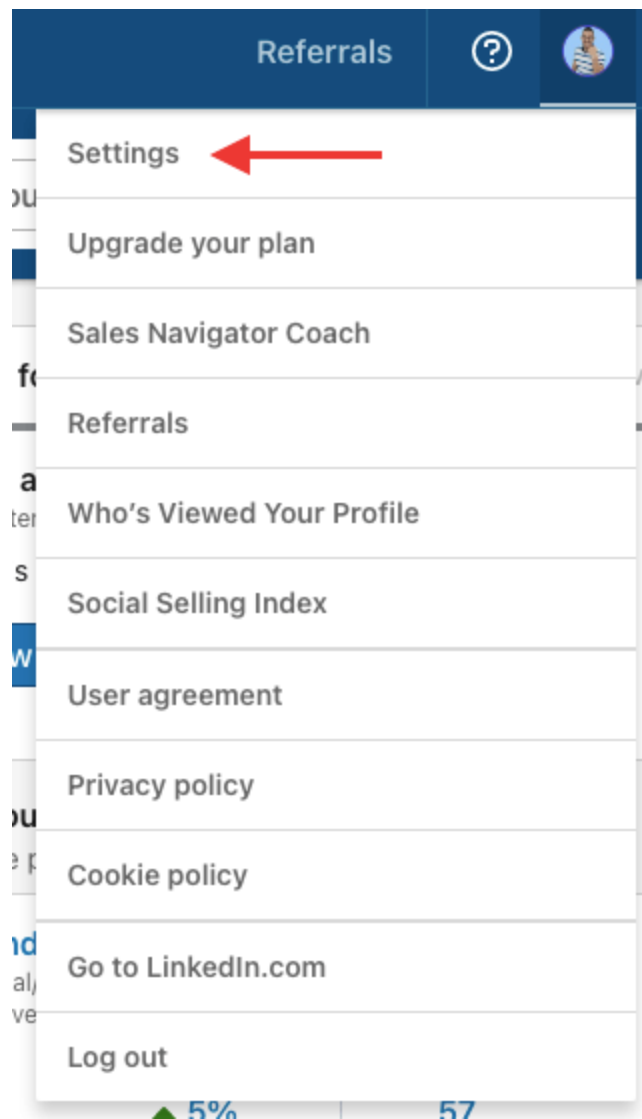 Referrals
?
Settings
Upgrade your plan
Sales Navigator Coach
Referrals
Who's Viewed Your Profile
Social Selling Index
User agreement
Privacy policy
Cookie policy
Go to LinkedIn.com
Log out
5%
57